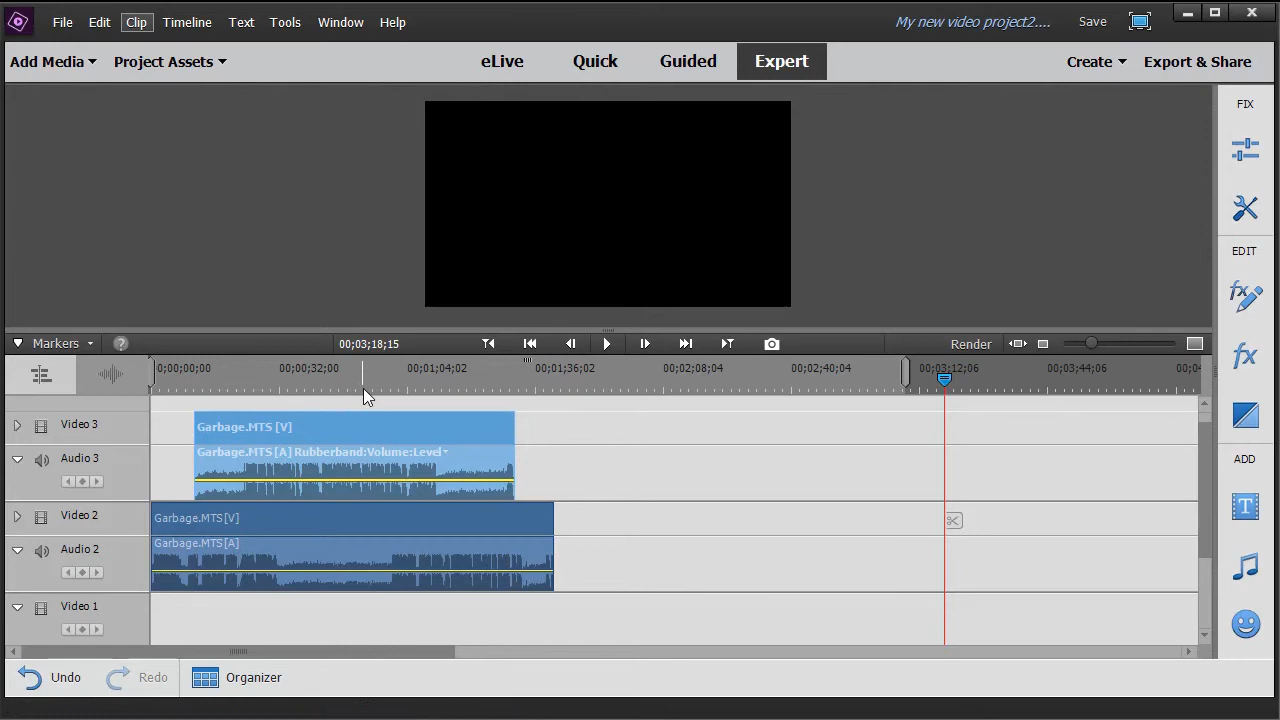 File Edit Clip Timeline Text Tools Window Help
My new video project2.... Save
Add Media Project Assets
eLive Quick Guided Expert
Create Export & Share
FIX
Markers ? 00;03;18;15 Render
0;00;00;00 00;00;32;00 00;01;04;02 00;01;36;02 00;02;08;04 00;02;40;04 00;03;12;06 00;03;44;06 00;04
EDIT
Video 3 Garbage.MTS [V]
Audio 3 Garbage.MTS [A] Rubberband:Volume:Level
Video 2 Garbage.MTS[V]
Audio 2 Garbage.MTS[A]
Video 1
ADD
Undo Redo Organizer